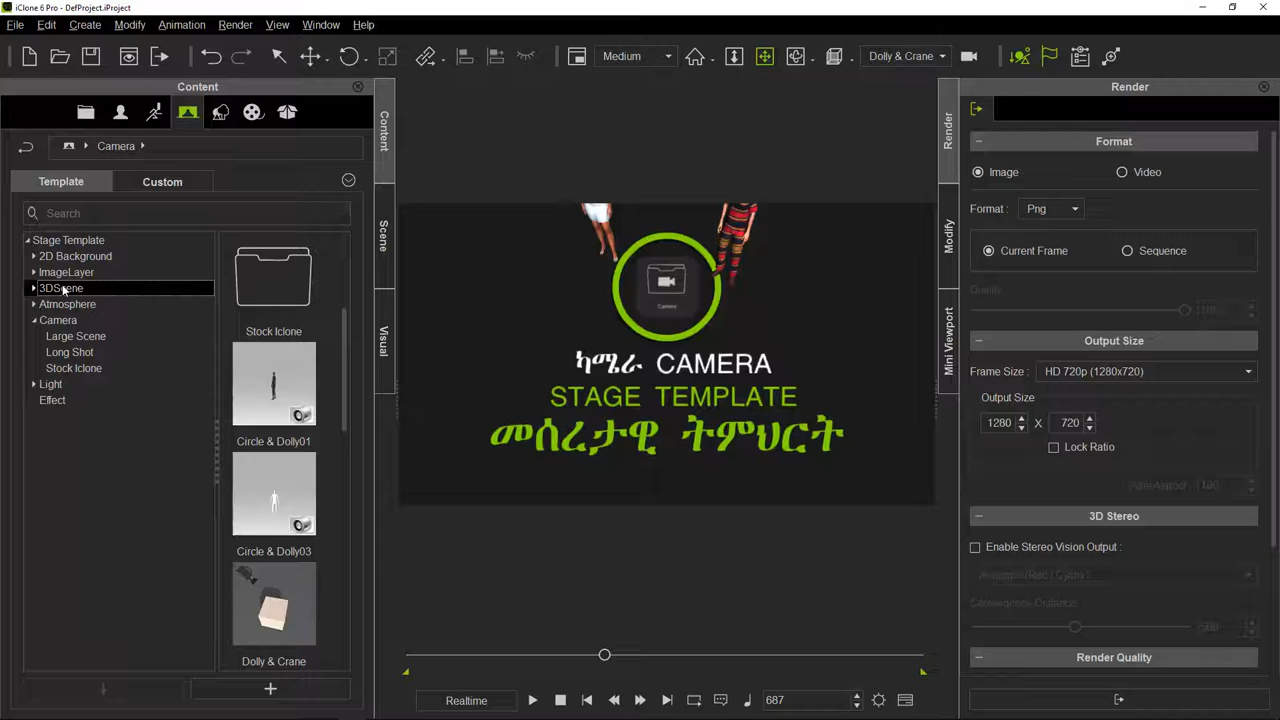 iClone 6 Pro - DefProject.iProject
File Edit Create Modify Animation Render View Window Help
Medium
Dolly & Crane
Content
Camera
Template Custom
Search
Stage Template
2D Background
ImageLayer
3DScene
Atmosphere
Camera
Large Scene
Long Shot
Stock Iclone
Light
Effect
Stock Iclone
Circle & Dolly01
Circle & Dolly03
Dolly & Crane
Content
Scene
Visual
Camera
ካሜራ CAMERA
STAGE TEMPLATE
መሰረታዊ ትምህርት
Realtime
687
Render
Modify
Mini Viewport
Render
Format
Image Video
Format : Png
Current Frame Sequence
Quality
Output Size
Frame Size : HD 720p (1280x720)
Output Size
1280 X 720
Lock Ratio
3D Stereo
Enable Stereo Vision Output :
Convergence Distance:
Render Quality